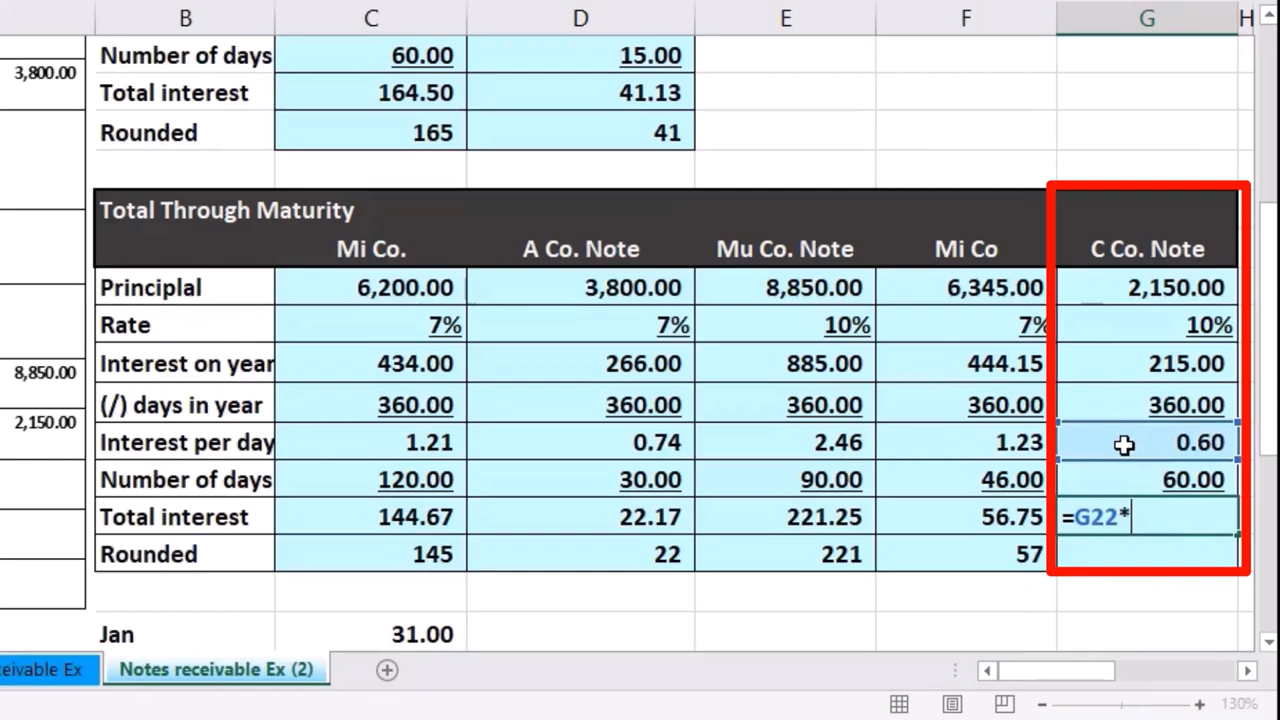 B C D E F G H
Number of days 60.00 15.00
3,800.00
Total interest 164.50 41.13
Rounded 165 41
Total Through Maturity
Mi Co. A Co. Note Mu Co. Note Mi Co C Co. Note
Principlal 6,200.00 3,800.00 8,850.00 6,345.00 2,150.00
Rate 7% 7% 10% 7% 10%
Interest on year 434.00 266.00 885.00 444.15 215.00
8,850.00
(/) days in year 360.00 360.00 360.00 360.00 360.00
2,150.00
Interest per day 1.21 0.74 2.46 1.23 0.60
Number of days 120.00 30.00 90.00 46.00 60.00
Total interest 144.67 22.17 221.25 56.75 =G22*
Rounded 145 22 221 57
Jan 31.00
ceivable Ex Notes receivable Ex (2)
130%